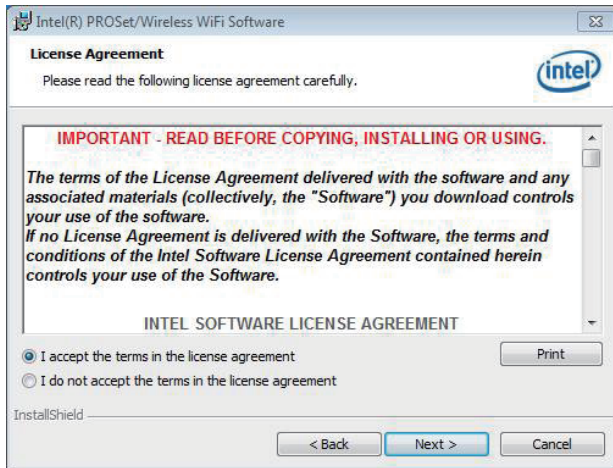 Intel(R) PROSet/Wireless WiFi Software
License Agreement
Please read the following license agreement carefully.
intel
IMPORTANT - READ BEFORE COPYING, INSTALLING OR USING.
The terms of the License Agreement delivered with the software and any
associated materials (collectively, the "Software") you download controls
your use of the software.
If no License Agreement is delivered with the Software, the terms and
conditions of the Intel Software License Agreement contained herein
controls your use of the Software.
INTEL SOFTWARE LICENSE AGREEMENT
I accept the terms in the license agreement
Print
I do not accept the terms in the license agreement
InstallShield
< Back
Next >
Cancel